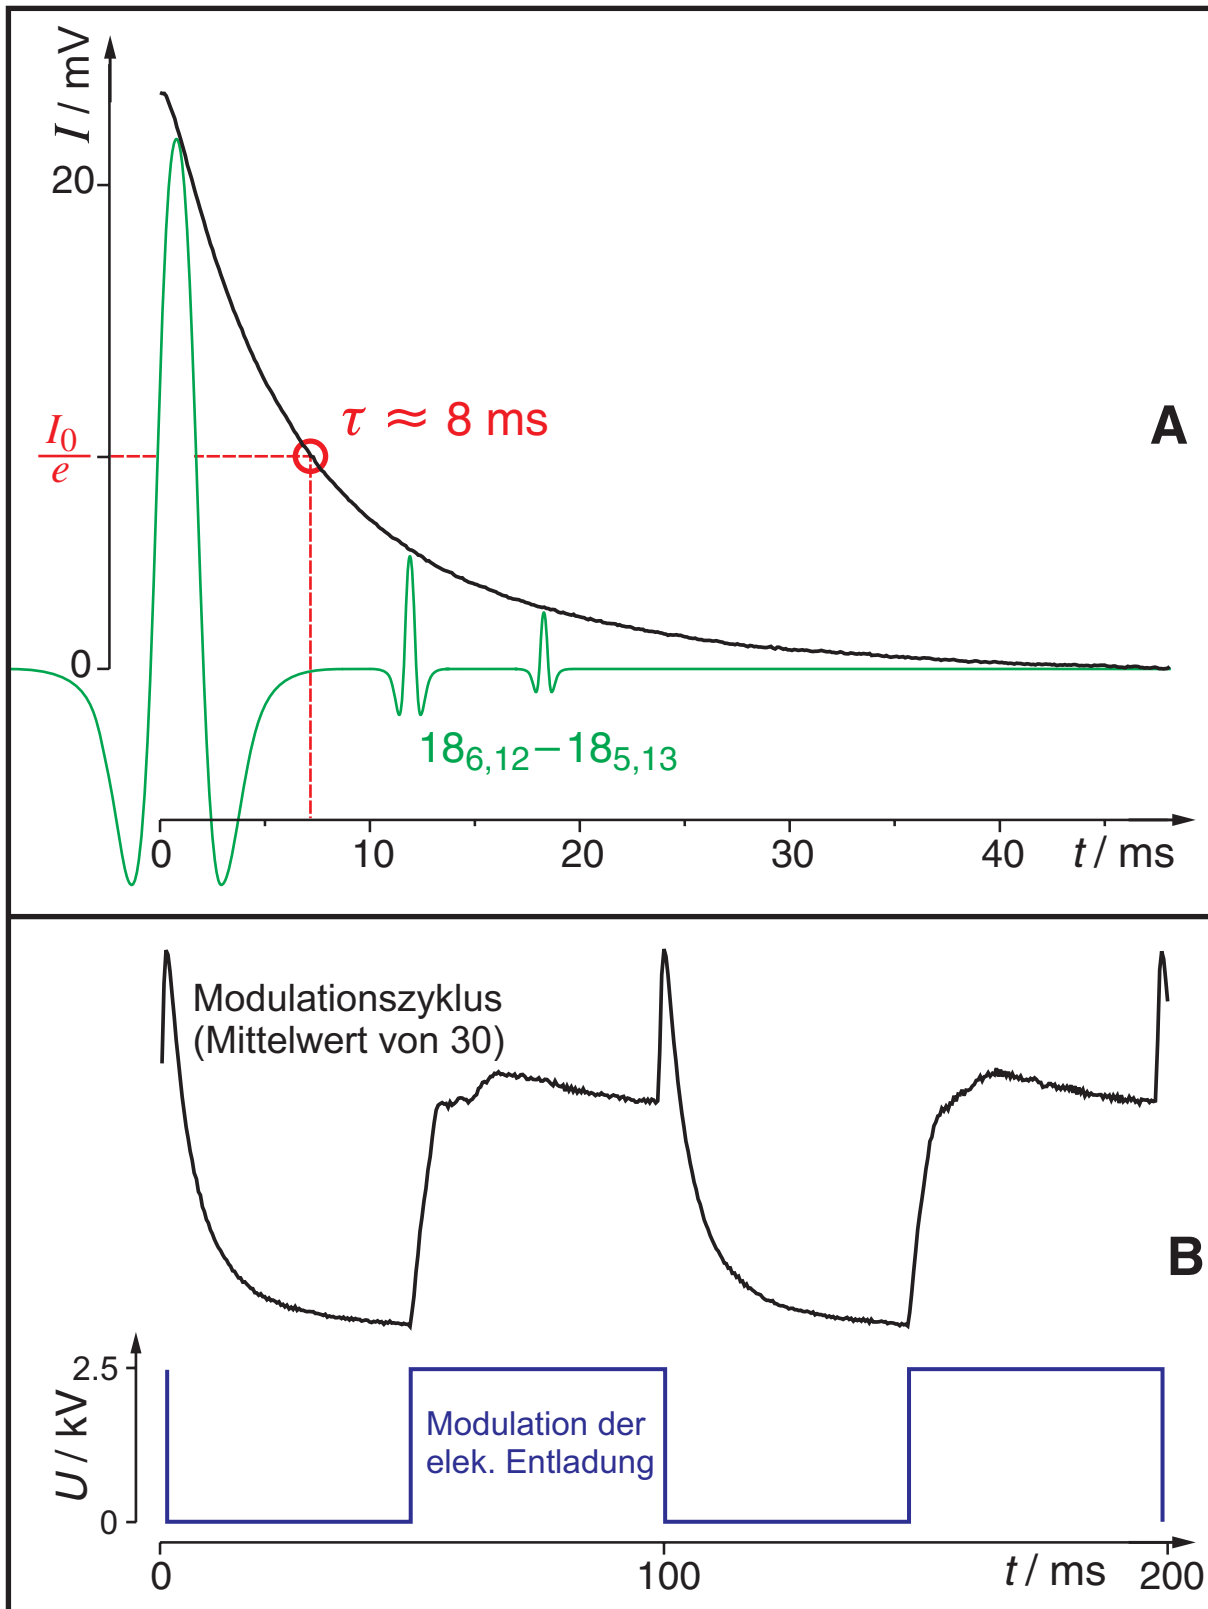 I / mV
20
I₀/e
τ ≈ 8 ms
A
0
18₆,₁₂–18₅,₁₃
0 10 20 30 40 t / ms
Modulationszyklus
(Mittelwert von 30)
B
2.5
U / kV
Modulation der
elek. Entladung
0
0 100 t / ms 200